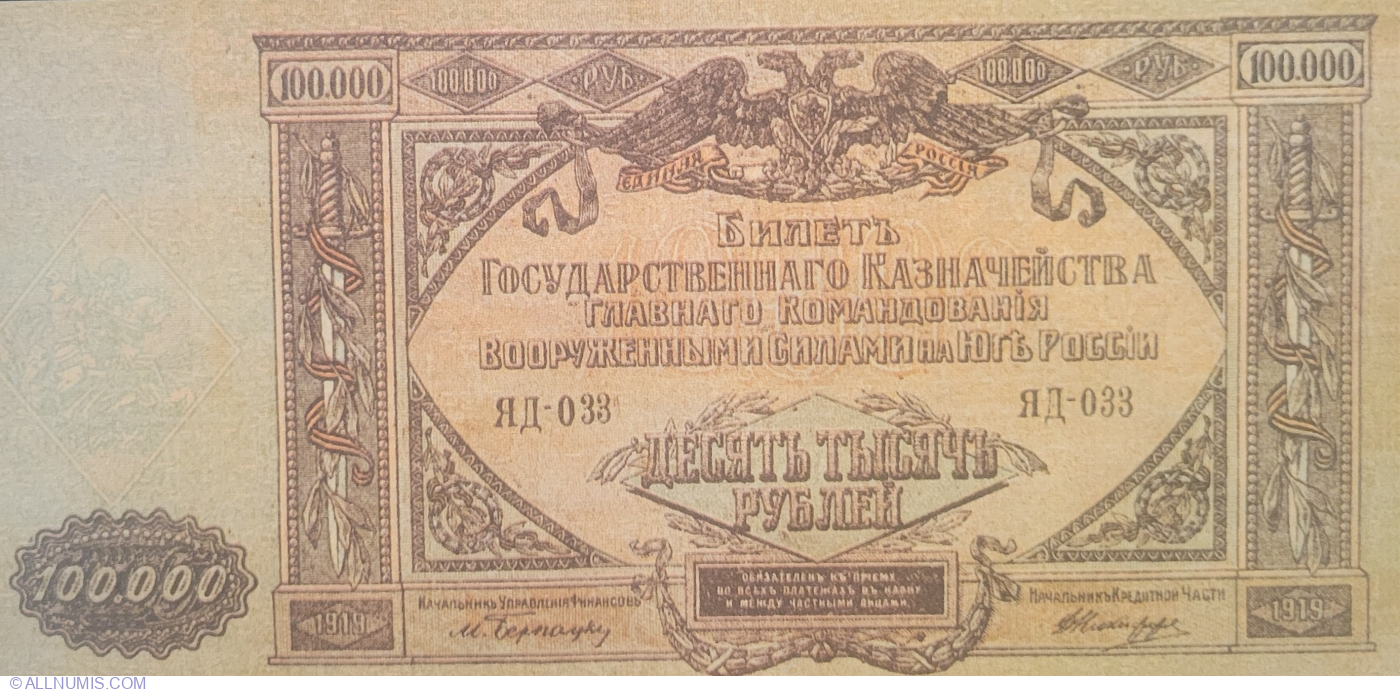 100.000 100.000 РУБ 100.000 РУБ 100.000
ЕДИНАЯ РОССІЯ
БИЛЕТЪ
ГОСУДАРСТВЕННАГО КАЗНАЧЕЙСТВА
ГЛАВНАГО КОМАНДОВАНІЯ
ВООРУЖЕННЫМИ СИЛАМИ НА ЮГѢ РОССІИ
ЯД-033 ЯД-033
ДЕСЯТЬ ТЫСЯЧЪ
РУБЛЕЙ
100.000
ОБЯЗАТЕЛЕНЪ КЪ ПРІЕМУ
ПО ВСѢХЪ ПЛАТЕЖАХЪ ВЪ КАЗНУ
И МЕЖДУ ЧАСТНЫМИ ЛИЦАМИ.
1919 НАЧАЛЬНИКЪ УПРАВЛЕНІЯ ФИНАНСОВЪ НАЧАЛЬНИКЪ КРЕДИТНОЙ ЧАСТИ 1919
© ALLNUMIS.COM